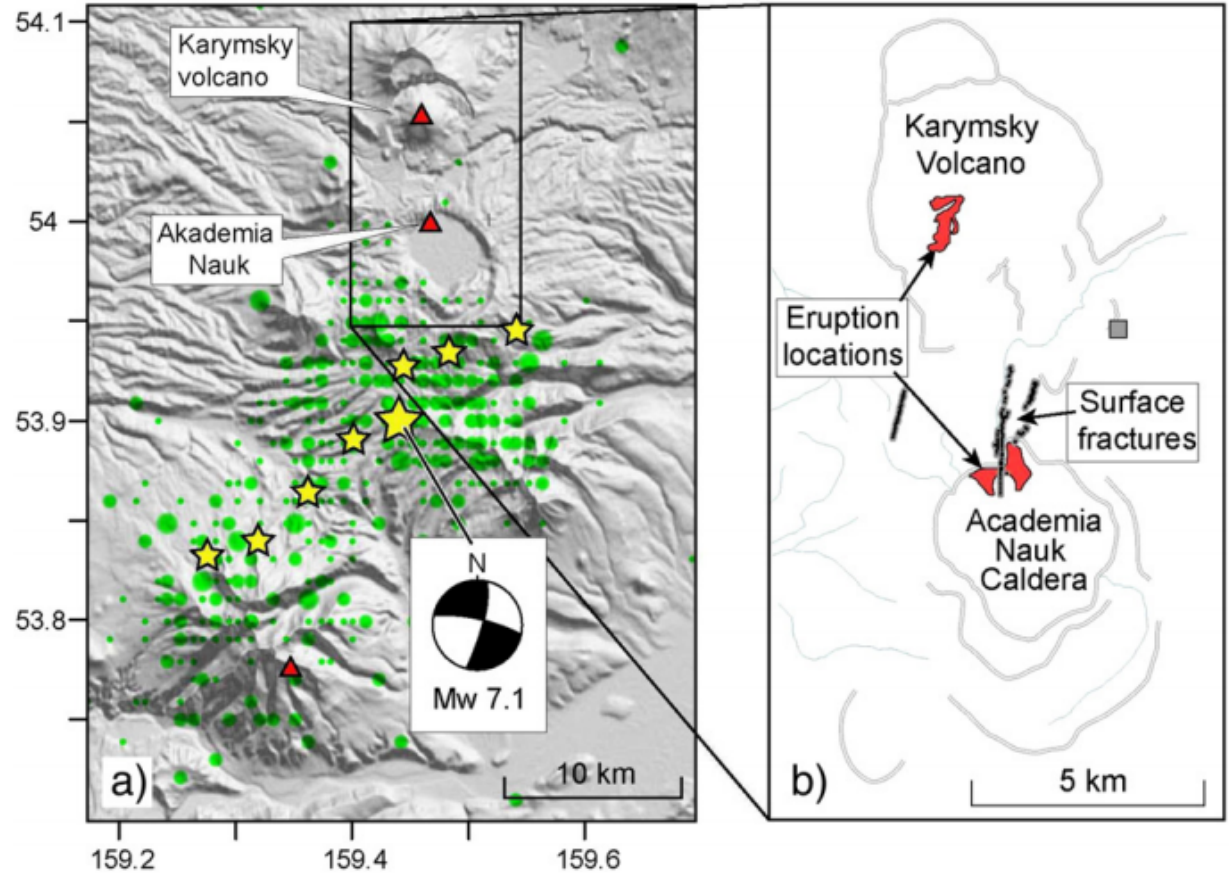 54.1
54
53.9
53.8
159.2
159.4
159.6
Karymsky
volcano
Akademia
Nauk
N
Mw 7.1
10 km
a)
Karymsky
Volcano
Eruption
locations
Surface
fractures
Academia
Nauk
Caldera
5 km
b)